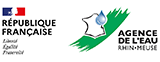 RÉPUBLIQUE
FRANÇAISE
Liberté
Égalité
Fraternité
AGENCE
DE L'EAU
RHIN•MEUSE